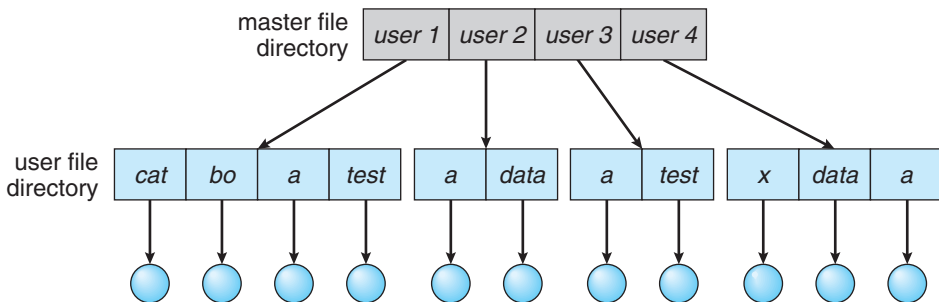 master file
directory
user 1 user 2 user 3 user 4
user file
directory
cat bo a test a data a test x data a